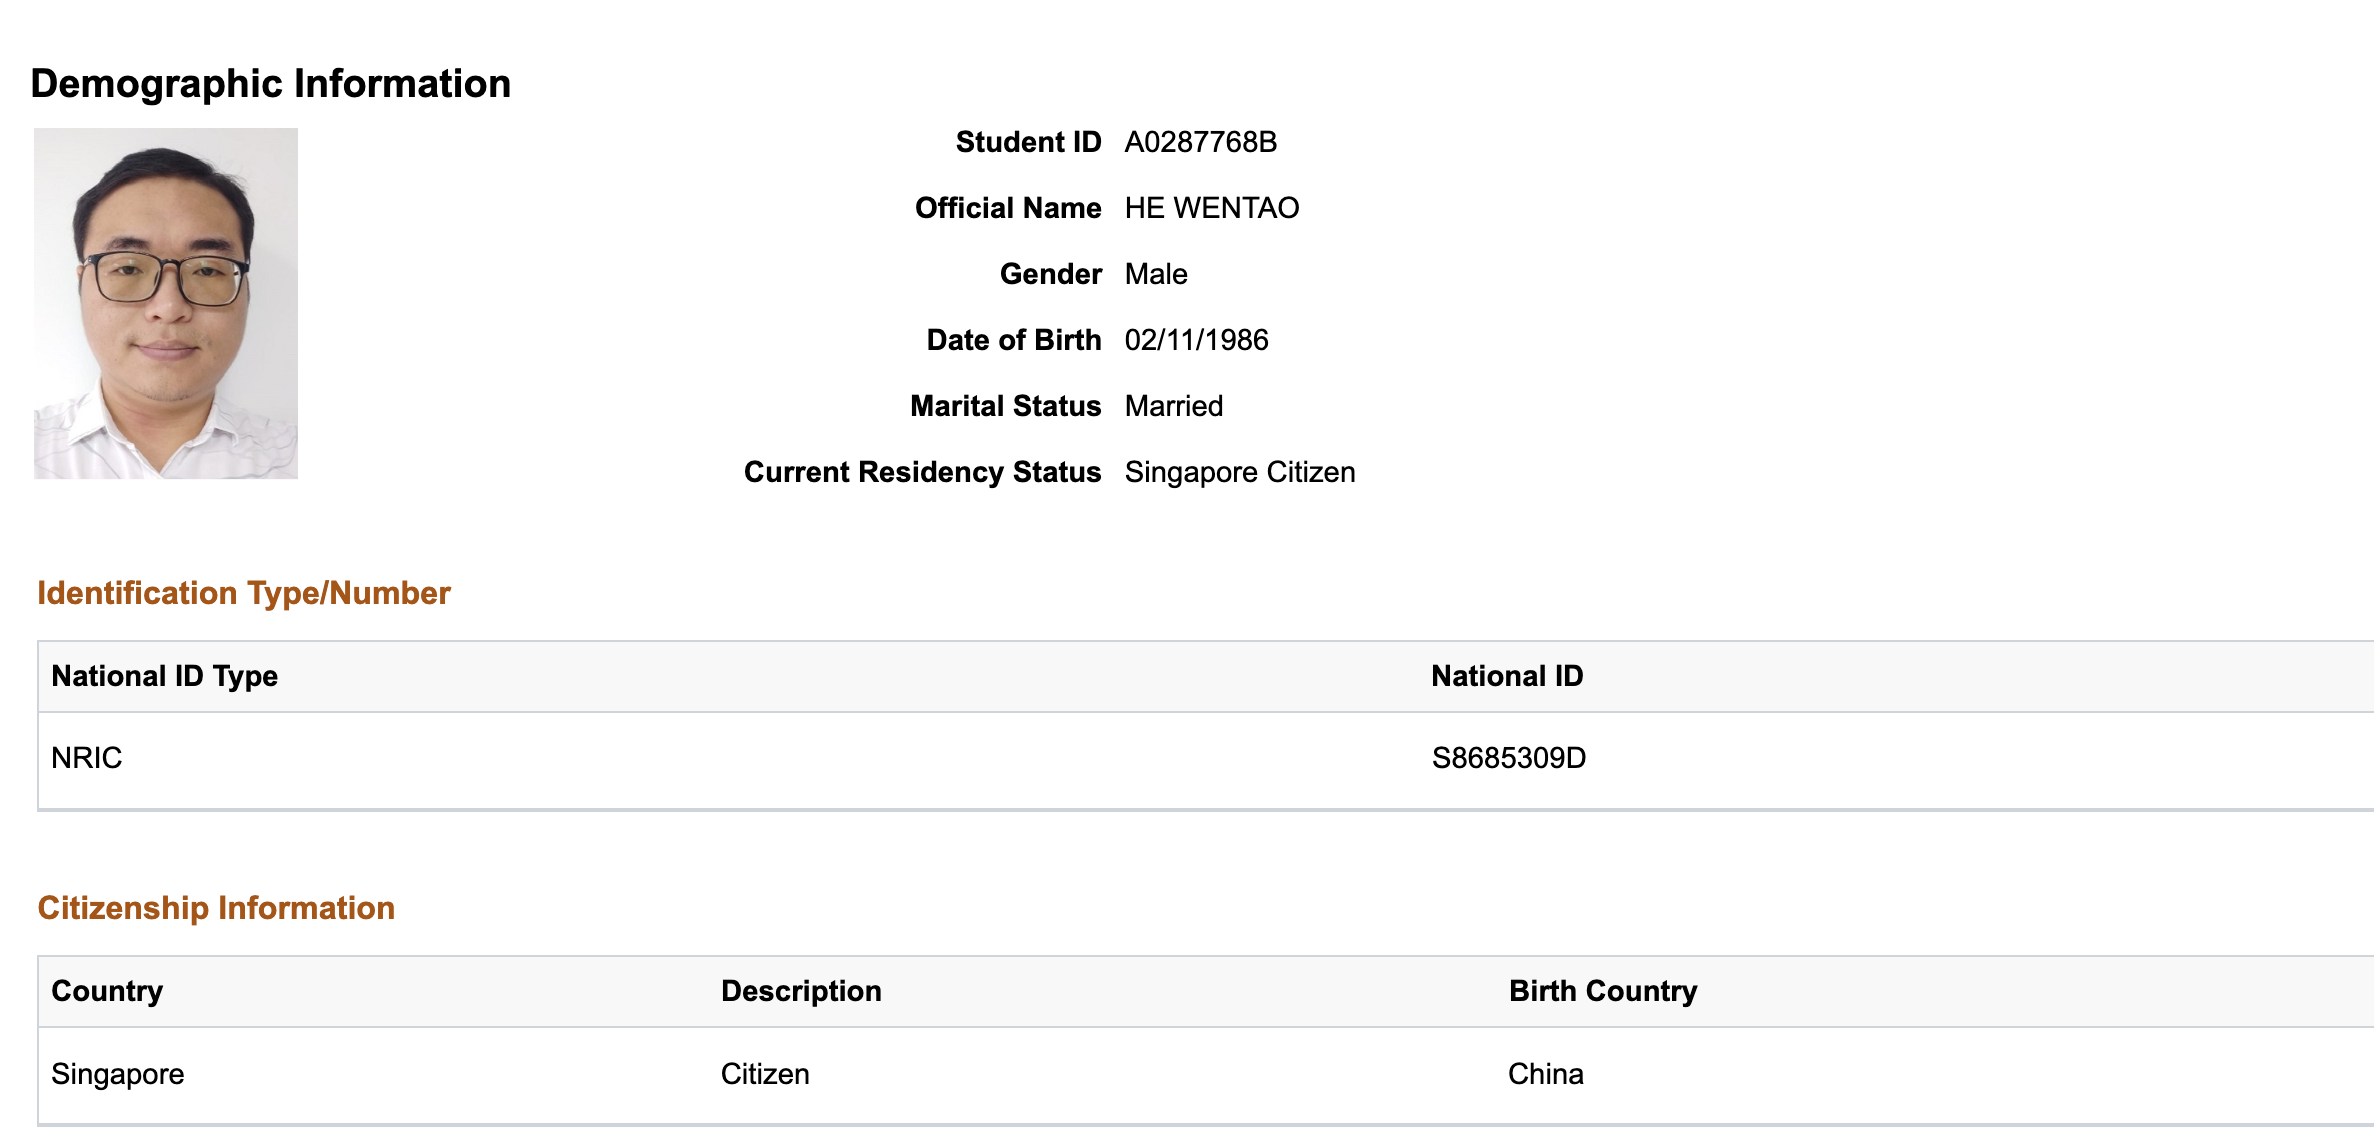 Demographic Information
Student ID A0287768B
Official Name HE WENTAO
Gender Male
Date of Birth 02/11/1986
Marital Status Married
Current Residency Status Singapore Citizen
Identification Type/Number
National ID Type National ID
NRIC S8685309D
Citizenship Information
Country Description Birth Country
Singapore Citizen China